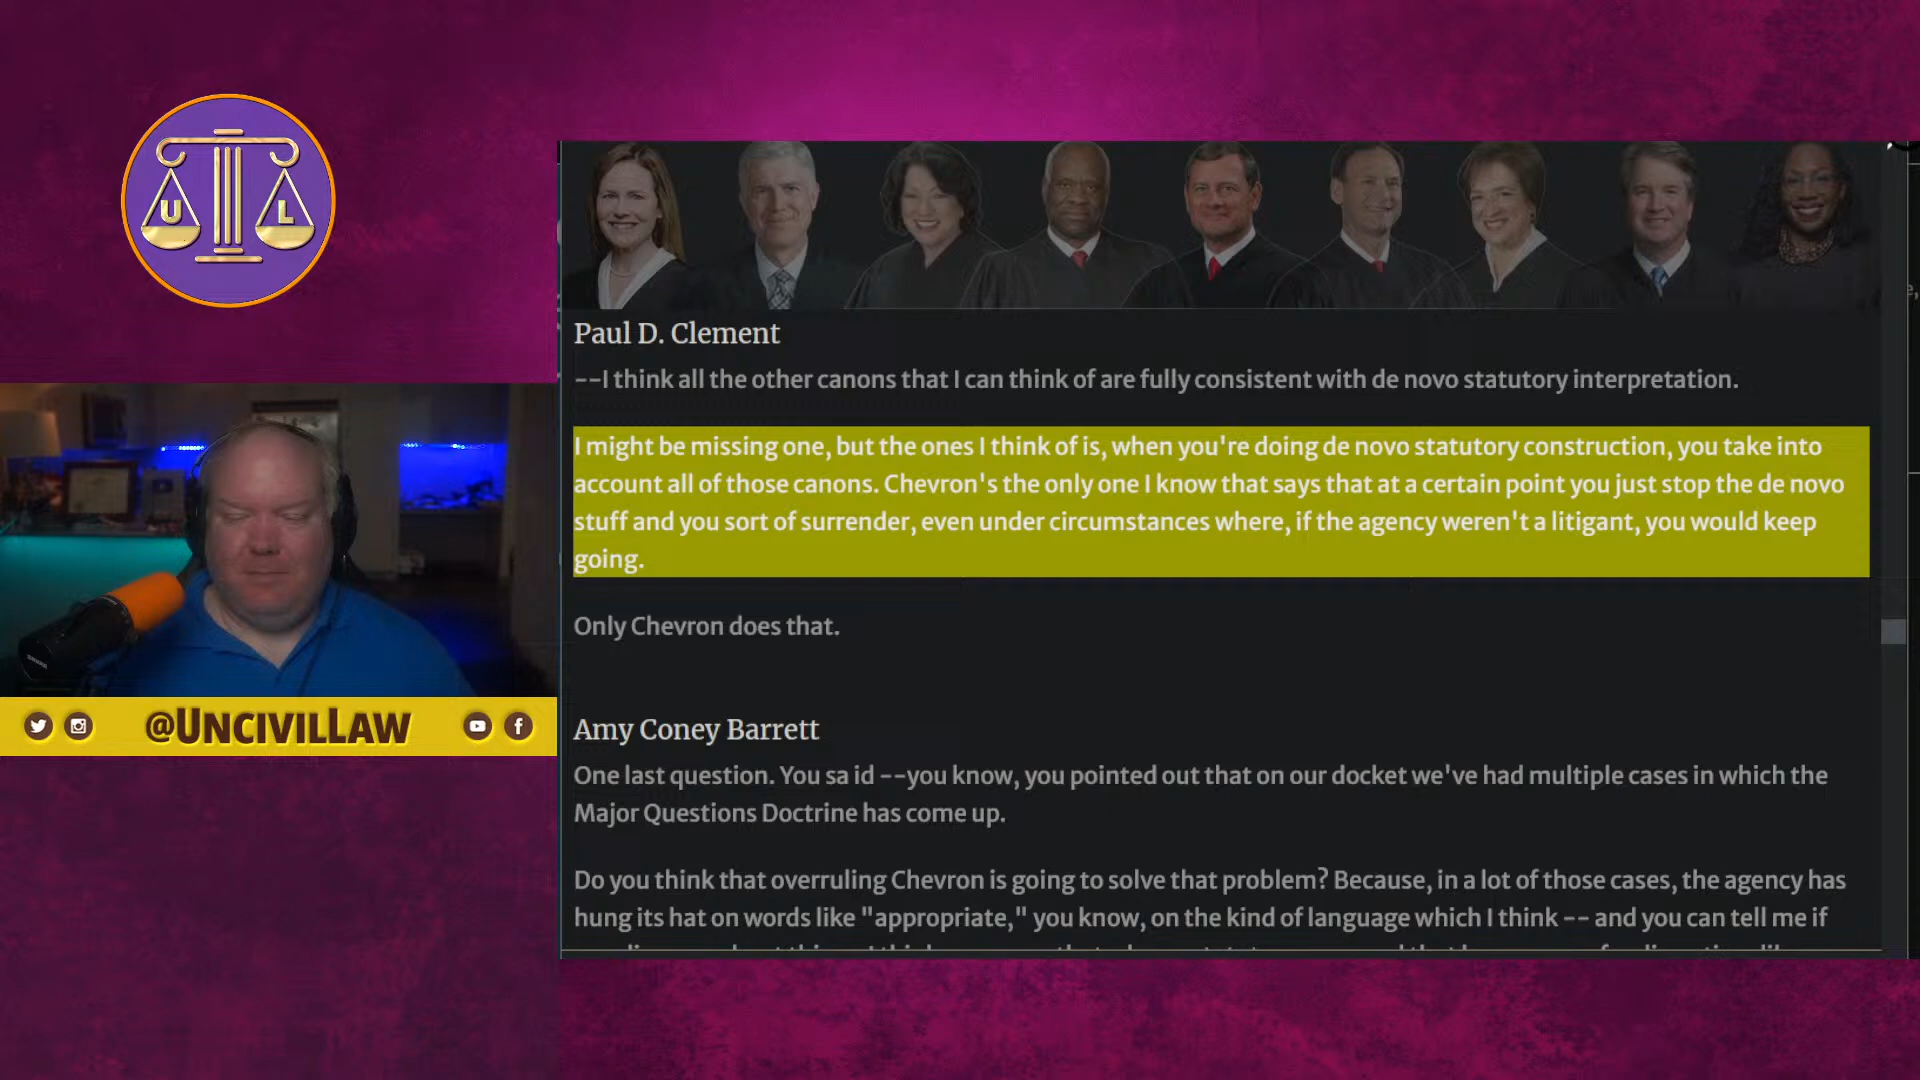 U L
Paul D. Clement
--I think all the other canons that I can think of are fully consistent with de novo statutory interpretation.
I might be missing one, but the ones I think of is, when you're doing de novo statutory construction, you take into
account all of those canons. Chevron's the only one I know that says that at a certain point you just stop the de novo
stuff and you sort of surrender, even under circumstances where, if the agency weren't a litigant, you would keep
going.
Only Chevron does that.
@UNCIVILLAW
Amy Coney Barrett
One last question. You sa id --you know, you pointed out that on our docket we've had multiple cases in which the
Major Questions Doctrine has come up.
Do you think that overruling Chevron is going to solve that problem? Because, in a lot of those cases, the agency has
hung its hat on words like "appropriate," you know, on the kind of language which I think -- and you can tell me if